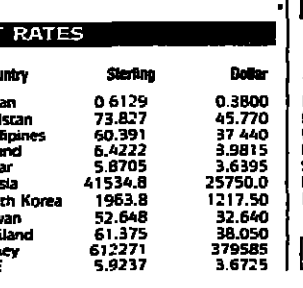 RATES
untry Sterling Dollar
an 0.6129 0.3800
istan 73.827 45.770
lipines 60.391 37.440
and 6.4222 3.9815
ar 5.8705 3.6395
sia 41534.8 25750.0
th Korea 1963.8 1217.50
wan 52.648 32.640
iland 61.375 38.050
key 612271 379585
E 5.9237 3.6725